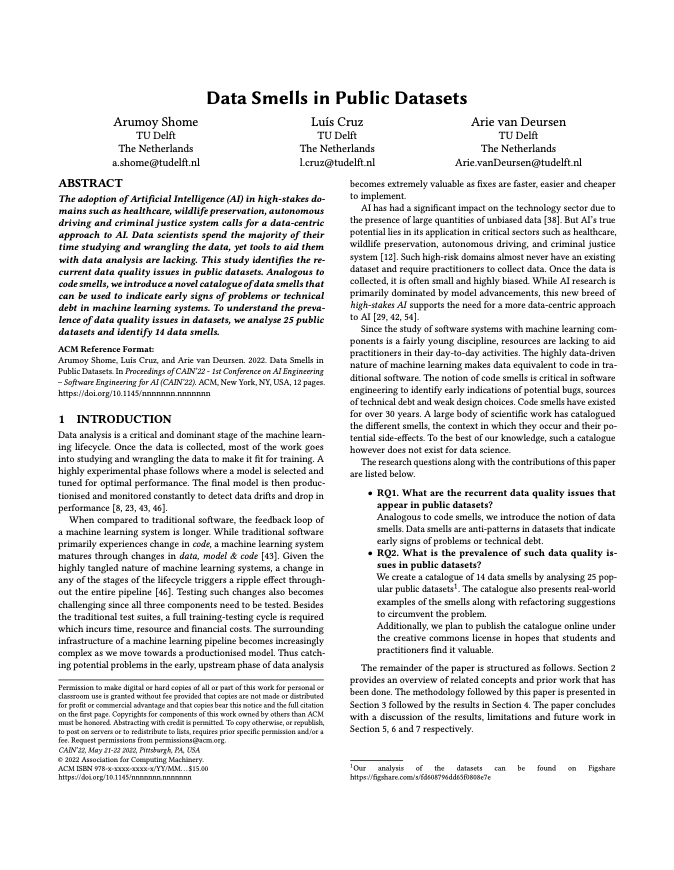 Data Smells in Public Datasets
Arumoy Shome
TU Delft
The Netherlands
a.shome@tudelft.nl
Luís Cruz
TU Delft
The Netherlands
l.cruz@tudelft.nl
Arie van Deursen
TU Delft
The Netherlands
Arie.vanDeursen@tudelft.nl
ABSTRACT
The adoption of Artificial Intelligence (AI) in high-stakes do-
mains such as healthcare, wildlife preservation, autonomous
driving and criminal justice system calls for a data-centric
approach to AI. Data scientists spend the majority of their
time studying and wrangling the data, yet tools to aid them
with data analysis are lacking. This study identifies the re-
current data quality issues in public datasets. Analogous to
code smells, we introduce a novel catalogue of data smells that
can be used to indicate early signs of problems or technical
debt in machine learning systems. To understand the preva-
lence of data quality issues in datasets, we analyse 25 public
datasets and identify 14 data smells.
ACM Reference Format:
Arumoy Shome, Luís Cruz, and Arie van Deursen. 2022. Data Smells in
Public Datasets. In Proceedings of CAIN'22 - 1st Conference on AI Engineering
– Software Engineering for AI (CAIN'22). ACM, New York, NY, USA, 12 pages.
https://doi.org/10.1145/nnnnnnn.nnnnnnn
1 INTRODUCTION
Data analysis is a critical and dominant stage of the machine learn-
ing lifecycle. Once the data is collected, most of the work goes
into studying and wrangling the data to make it fit for training. A
highly experimental phase follows where a model is selected and
tuned for optimal performance. The final model is then produc-
tionised and monitored constantly to detect data drifts and drop in
performance [8, 23, 43, 46].
When compared to traditional software, the feedback loop of
a machine learning system is longer. While traditional software
primarily experiences change in code, a machine learning system
matures through changes in data, model & code [43]. Given the
highly tangled nature of machine learning systems, a change in
any of the stages of the lifecycle triggers a ripple effect through-
out the entire pipeline [46]. Testing such changes also becomes
challenging since all three components need to be tested. Besides
the traditional test suites, a full training-testing cycle is required
which incurs time, resource and financial costs. The surrounding
infrastructure of a machine learning pipeline becomes increasingly
complex as we move towards a productionised model. Thus catch-
ing potential problems in the early, upstream phase of data analysis
Permission to make digital or hard copies of all or part of this work for personal or
classroom use is granted without fee provided that copies are not made or distributed
for profit or commercial advantage and that copies bear this notice and the full citation
on the first page. Copyrights for components of this work owned by others than ACM
must be honored. Abstracting with credit is permitted. To copy otherwise, or republish,
to post on servers or to redistribute to lists, requires prior specific permission and/or a
fee. Request permissions from permissions@acm.org.
CAIN'22, May 21-22 2022, Pittsburgh, PA, USA
© 2022 Association for Computing Machinery.
ACM ISBN 978-x-xxxx-xxxx-x/YY/MM...$15.00
https://doi.org/10.1145/nnnnnnn.nnnnnnn
becomes extremely valuable as fixes are faster, easier and cheaper
to implement.
AI has had a significant impact on the technology sector due to
the presence of large quantities of unbiased data [38]. But AI's true
potential lies in its application in critical sectors such as healthcare,
wildlife preservation, autonomous driving, and criminal justice
system [12]. Such high-risk domains almost never have an existing
dataset and require practitioners to collect data. Once the data is
collected, it is often small and highly biased. While AI research is
primarily dominated by model advancements, this new breed of
high-stakes AI supports the need for a more data-centric approach
to AI [29, 42, 54].
Since the study of software systems with machine learning com-
ponents is a fairly young discipline, resources are lacking to aid
practitioners in their day-to-day activities. The highly data-driven
nature of machine learning makes data equivalent to code in tra-
ditional software. The notion of code smells is critical in software
engineering to identify early indications of potential bugs, sources
of technical debt and weak design choices. Code smells have existed
for over 30 years. A large body of scientific work has catalogued
the different smells, the context in which they occur and their po-
tential side-effects. To the best of our knowledge, such a catalogue
however does not exist for data science.
The research questions along with the contributions of this paper
are listed below.
• RQ1. What are the recurrent data quality issues that
appear in public datasets?
Analogous to code smells, we introduce the notion of data
smells. Data smells are anti-patterns in datasets that indicate
early signs of problems or technical debt.
• RQ2. What is the prevalence of such data quality is-
sues in public datasets?
We create a catalogue of 14 data smells by analysing 25 pop-
ular public datasets1. The catalogue also presents real-world
examples of the smells along with refactoring suggestions
to circumvent the problem.
Additionally, we plan to publish the catalogue online under
the creative commons license in hopes that students and
practitioners find it valuable.
The remainder of the paper is structured as follows. Section 2
provides an overview of related concepts and prior work that has
been done. The methodology followed by this paper is presented in
Section 3 followed by the results in Section 4. The paper concludes
with a discussion of the results, limitations and future work in
Section 5, 6 and 7 respectively.
1Our analysis of the datasets can be found on Figshare
https://figshare.com/s/fd608796dd65f0808e7e